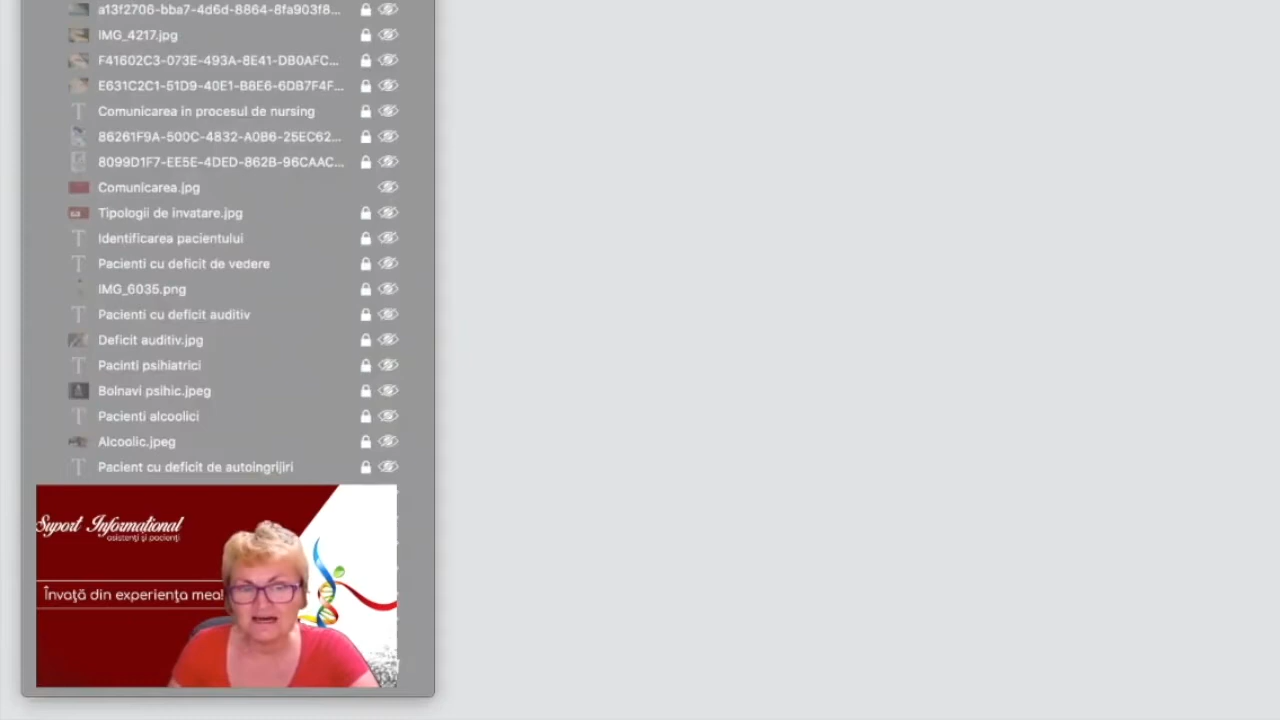 a13f2706-bba7-4d6d-8864-8fa903f8...
IMG_4217.jpg
F41602C3-073E-493A-8E41-DB0AFC...
E631C2C1-51D9-40E1-B8E6-6DB7F4F...
Comunicarea in procesul de nursing
86261F9A-500C-4832-A0B6-25EC62...
8099D1F7-EE5E-4DED-862B-96CAAC...
Comunicarea.jpg
Tipologii de invatare.jpg
Identificarea pacientului
Pacienti cu deficit de vedere
IMG_6035.png
Pacienti cu deficit auditiv
Deficit auditiv.jpg
Pacinti psihiatrici
Bolnavi psihic.jpeg
Pacienti alcoolici
Alcoolic.jpeg
Pacient cu deficit de autoingrijiri
Suport Informațional
asistenți și pacienți
Învață din experiența mea!